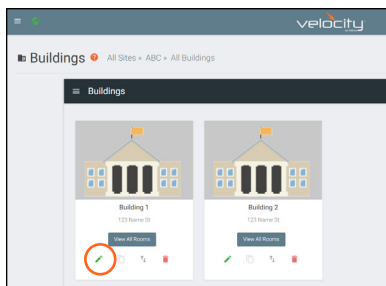 velocity
Buildings ? All Sites » ABC » All Buildings
Buildings
Building 1
123 Name St
View All Rooms
Building 2
123 Name St
View All Rooms